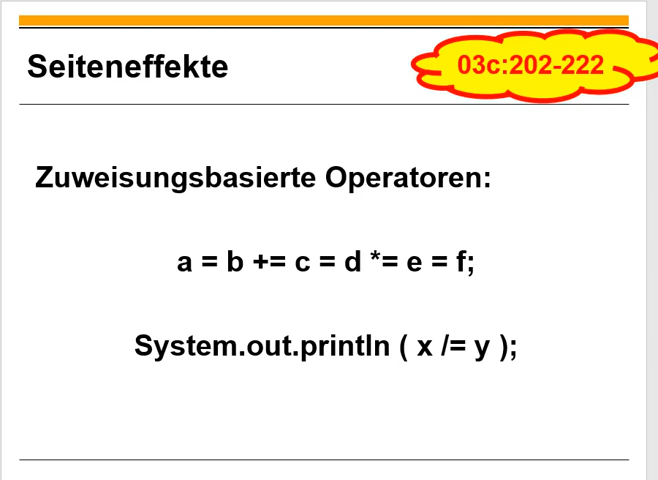 Seiteneffekte
03c:202-222
Zuweisungsbasierte Operatoren:
a = b += c = d *= e = f;
System.out.println ( x /= y );